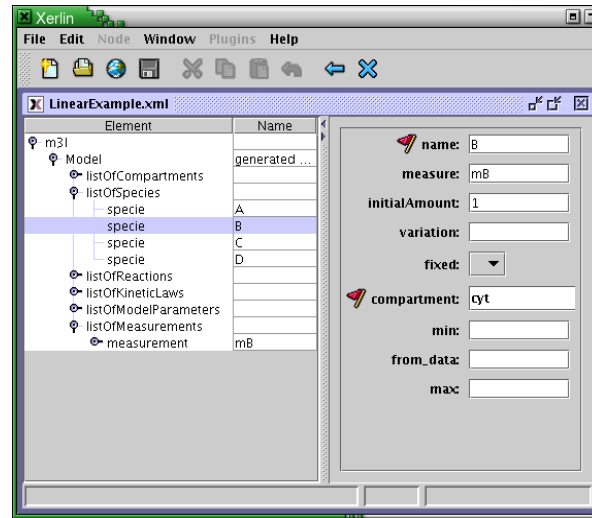 Xerlin
File Edit Node Window Plugins Help
LinearExample.xml
Element Name
m3l
Model generated ...
listOfCompartments
listOfSpecies
specie A
specie B
specie C
specie D
listOfReactions
listOfKineticLaws
listOfModelParameters
listOfMeasurements
measurement mB
name: B
measure: mB
initialAmount: 1
variation:
fixed:
compartment: cyt
min:
from_data:
max: